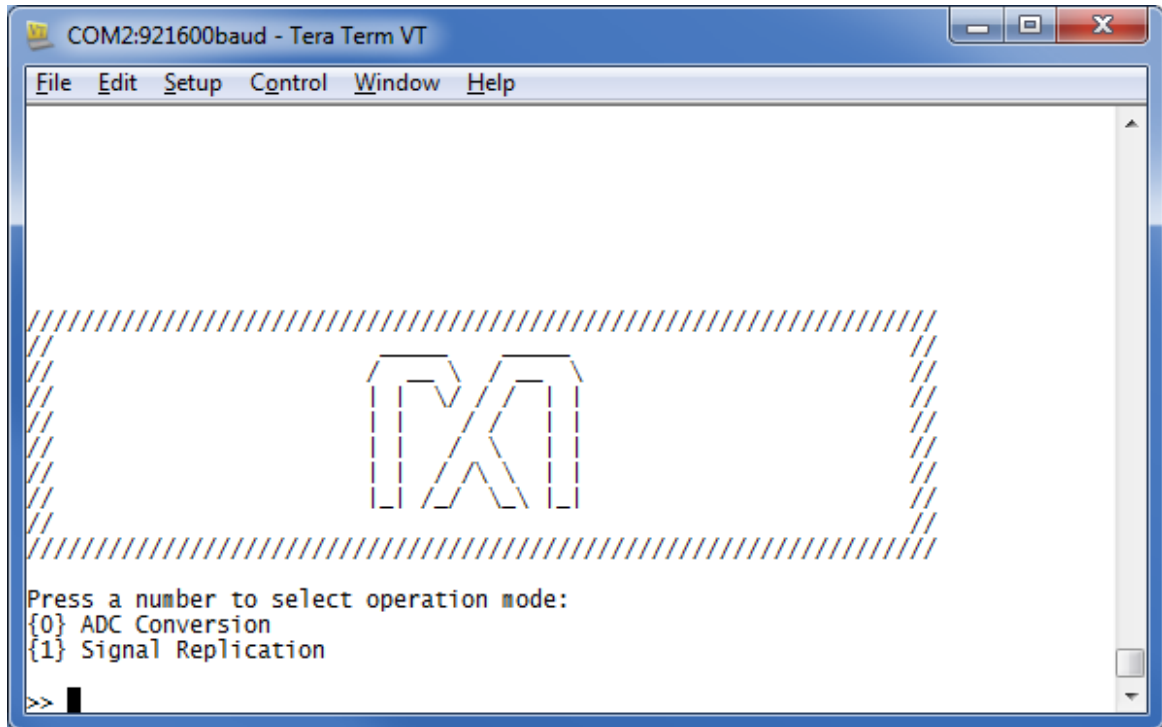 COM2:921600baud - Tera Term VT
File Edit Setup Control Window Help
Press a number to select operation mode:
{0} ADC Conversion
{1} Signal Replication
>>